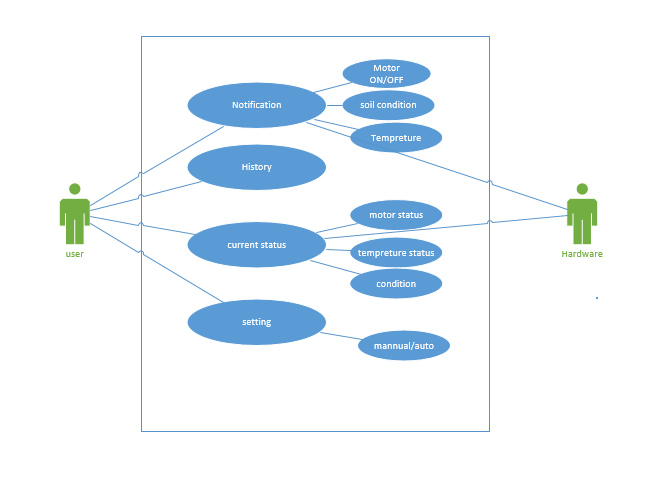 Motor
ON/OFF
Notification
soil condition
Tempreture
History
motor status
user
current status
tempreture status
Hardware
condition
setting
mannual/auto